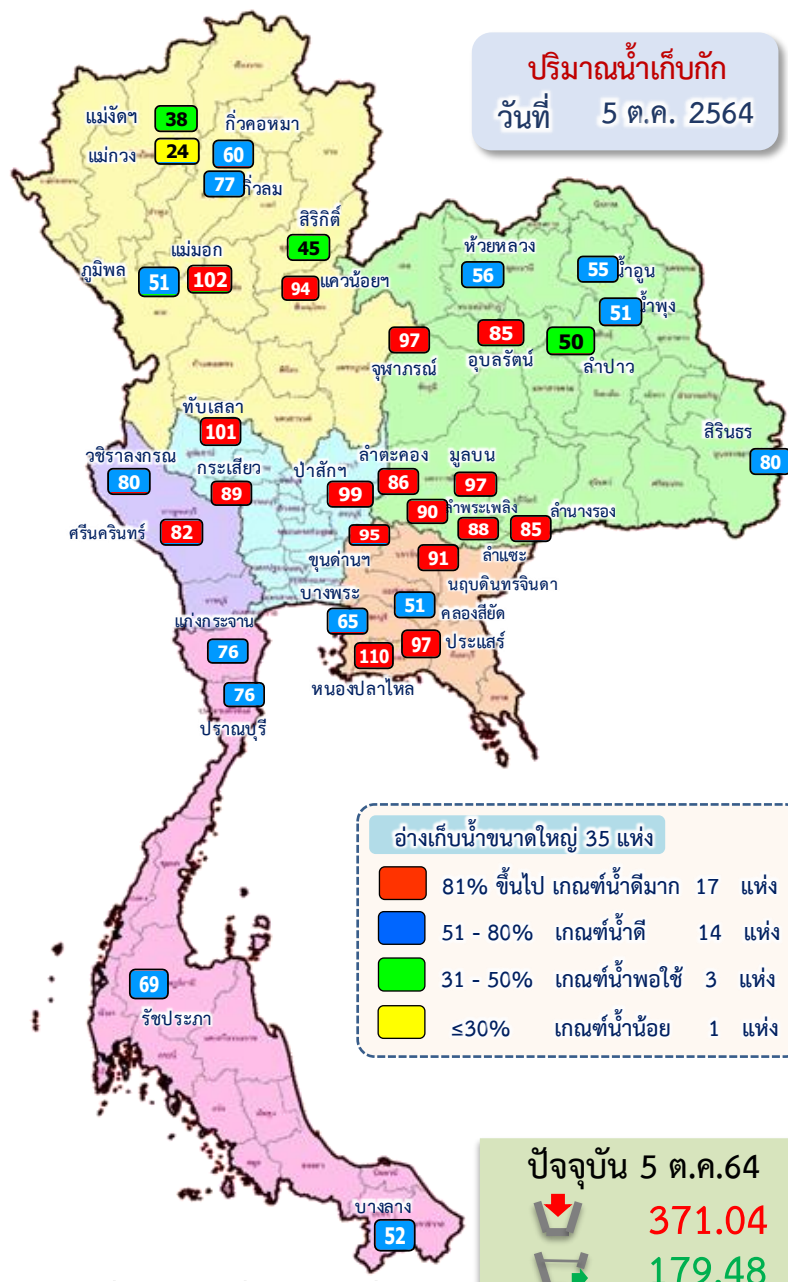 ปริมาณน้ำเก็บกัก
วันที่ 5 ต.ค. 2564
แม่งัดฯ 38
กิ่วคอหมา
แม่กวง 24
60
77 กิ่วลม
สิริกิติ์
45
แม่มอก
ภูมิพล 51
102
94 แควน้อยฯ
ห้วยหลวง
56
55 น้ำอูน
51 น้ำพุง
97
จุฬาภรณ์
85
อุบลรัตน์
50
ลำปาว
ทับเสลา
101
สิรินธร
80
วชิราลงกรณ
80
กระเสียว
89
ป่าสักฯ
99
ลำตะคอง
86
มูลบน
97
ศรีนครินทร์ 82
90 ลำพระเพลิง
88
ลำแซะ
85
ลำนางรอง
95
ขุนด่านฯ
91
นฤบดินทรจินดา
บางพระ
65
51
คลองสียัด
97 ประแสร์
110
หนองปลาไหล
แก่งกระจาน
76
76
ปราณบุรี
อ่างเก็บน้ำขนาดใหญ่ 35 แห่ง
81% ขึ้นไป เกณฑ์น้ำดีมาก 17 แห่ง
51 - 80% เกณฑ์น้ำดี 14 แห่ง
31 - 50% เกณฑ์น้ำพอใช้ 3 แห่ง
≤30% เกณฑ์น้ำน้อย 1 แห่ง
69
รัชประภา
บางลาง
52
ปัจจุบัน 5 ต.ค.64
371.04
179.48